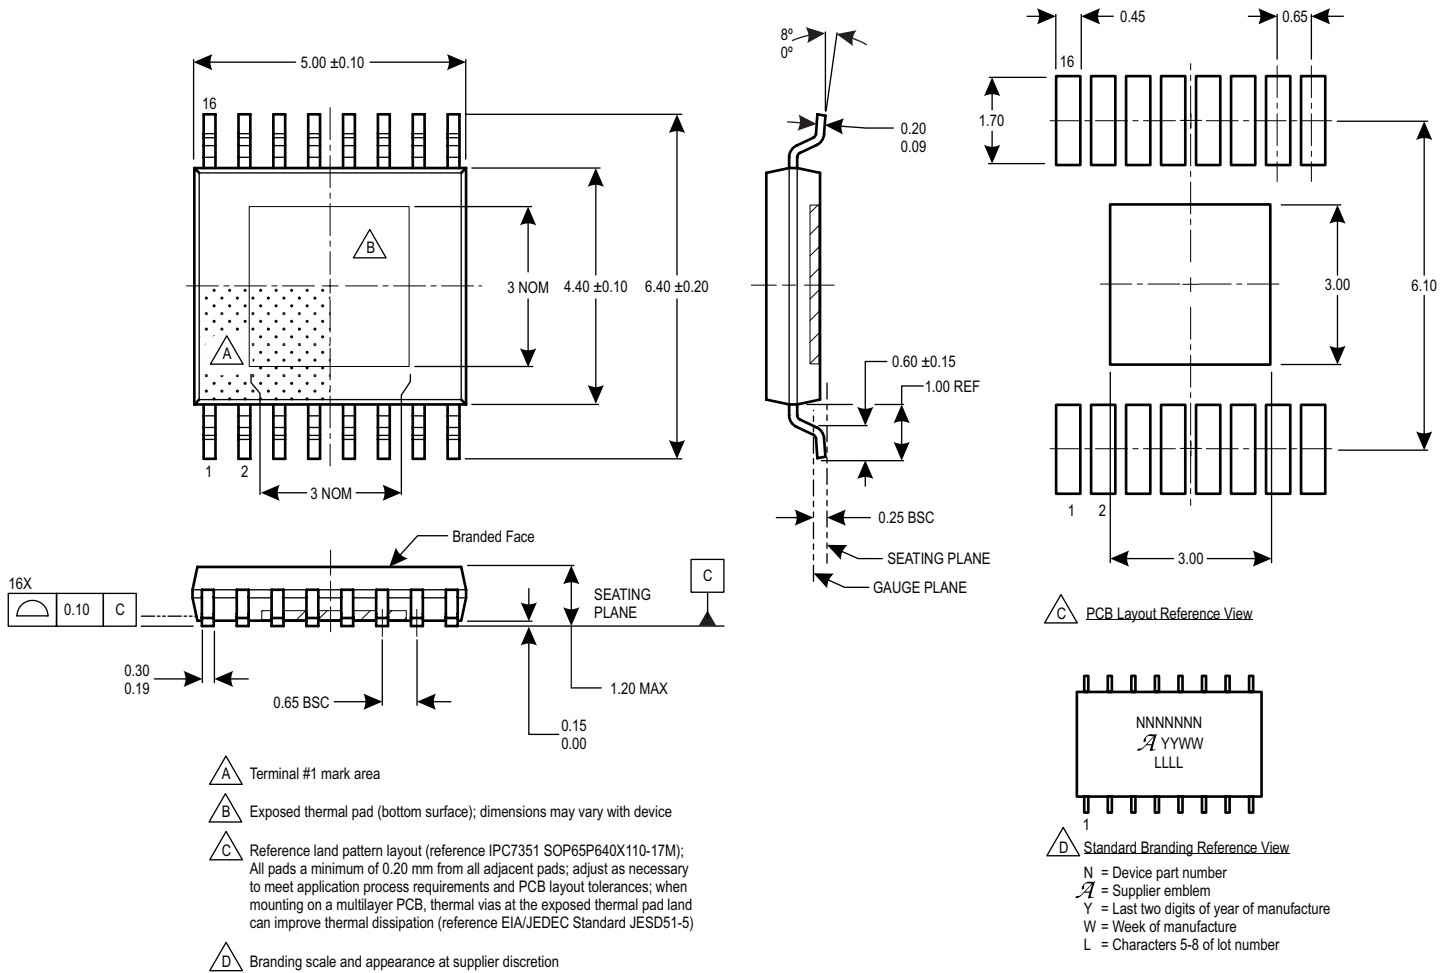 5.00 ±0.10
16
B
A
3 NOM
4.40 ±0.10
6.40 ±0.20
1
2
3 NOM
8º
0º
0.20
0.09
0.60 ±0.15
1.00 REF
0.25 BSC
SEATING PLANE
GAUGE PLANE
0.45
0.65
16
1.70
3.00
6.10
1
2
3.00
C
PCB Layout Reference View
Branded Face
16X
0.10
C
SEATING
PLANE
C
0.30
0.19
0.65 BSC
1.20 MAX
0.15
0.00
A Terminal #1 mark area
B Exposed thermal pad (bottom surface); dimensions may vary with device
C Reference land pattern layout (reference IPC7351 SOP65P640X110-17M);
All pads a minimum of 0.20 mm from all adjacent pads; adjust as necessary
to meet application process requirements and PCB layout tolerances; when
mounting on a multilayer PCB, thermal vias at the exposed thermal pad land
can improve thermal dissipation (reference EIA/JEDEC Standard JESD51-5)
D Branding scale and appearance at supplier discretion
NNNNNNN
A YYWW
LLLL
1
D Standard Branding Reference View
N = Device part number
A = Supplier emblem
Y = Last two digits of year of manufacture
W = Week of manufacture
L = Characters 5-8 of lot number